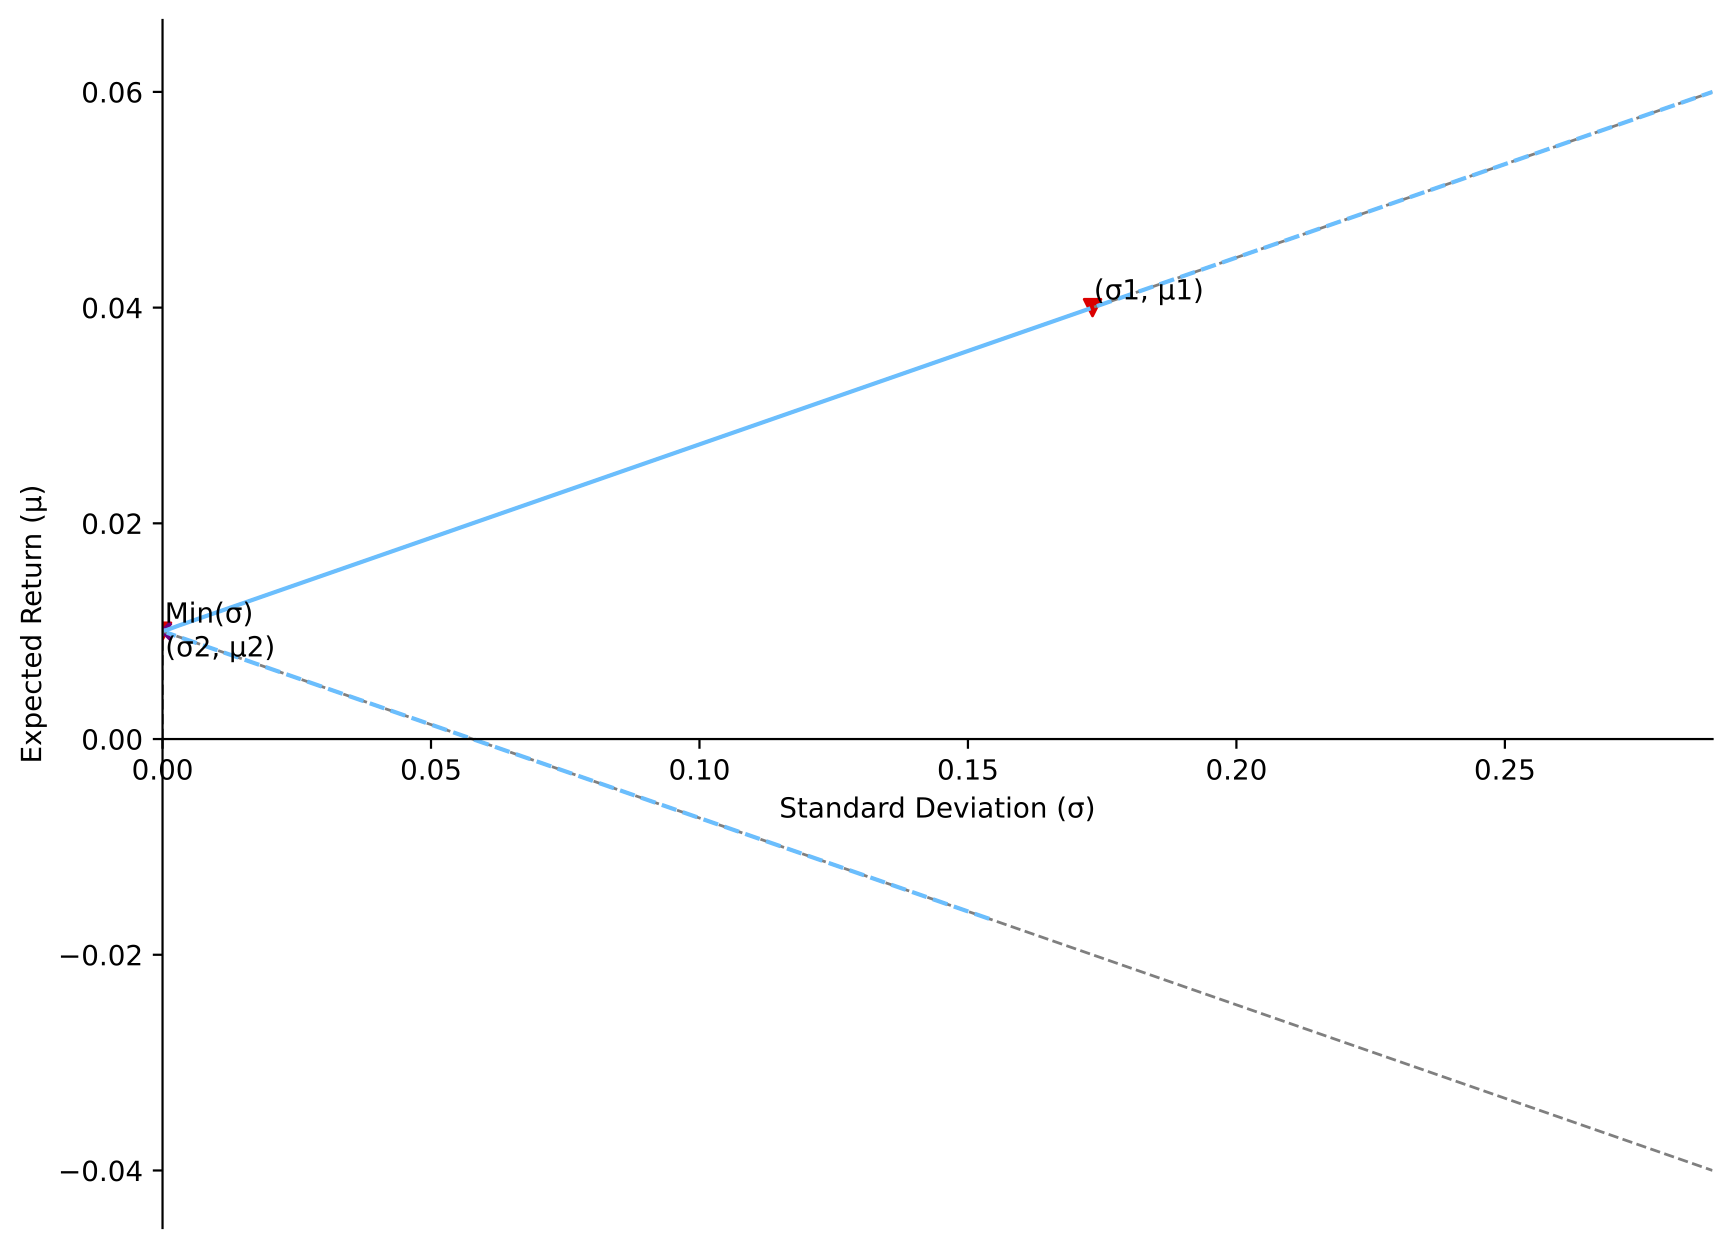 0.06
(σ1, μ1)
0.04
0.02
Expected Return (μ)
Min(σ)
(σ2, μ2)
0.00
0.00 0.05 0.10 0.15 0.20 0.25
Standard Deviation (σ)
−0.02
−0.04